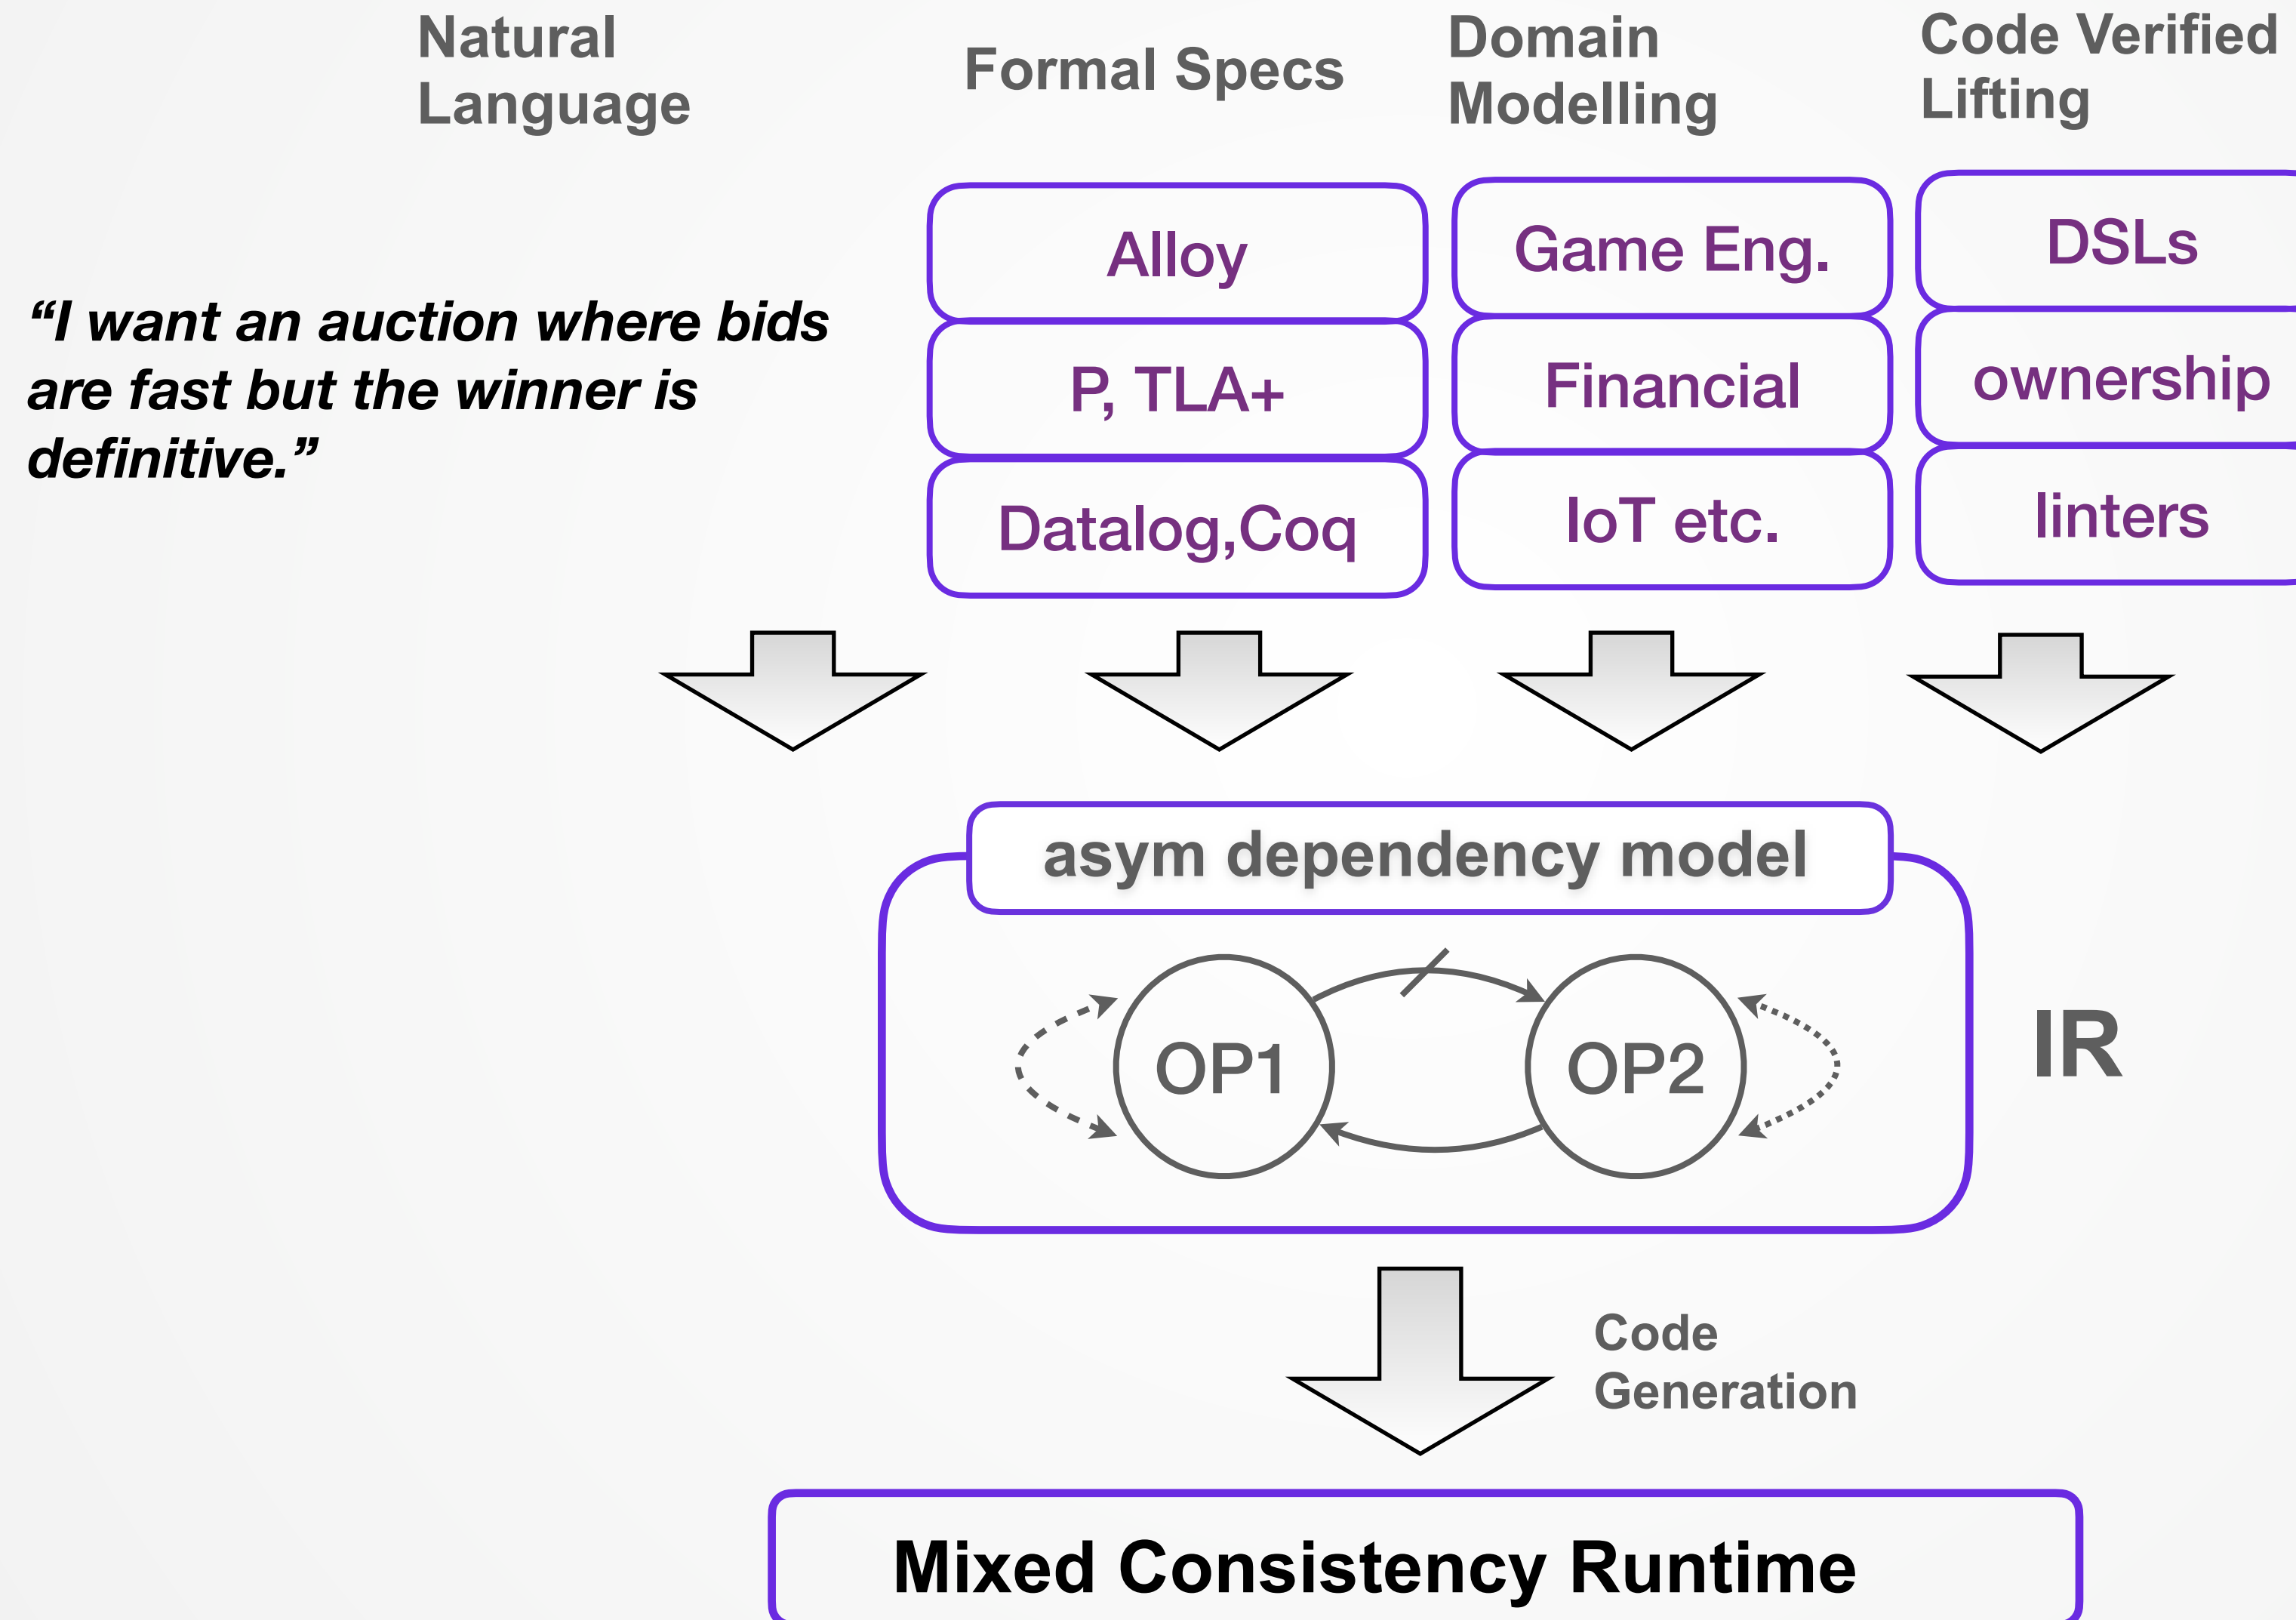 Natural
Language
Formal Specs
Domain
Modelling
Code Verified
Lifting
“I want an auction where bids
are fast but the winner is
definitive.”
Alloy
P, TLA+
Datalog,Coq
Game Eng.
Financial
IoT etc.
DSLs
ownership
linters
asym dependency model
OP1
OP2
IR
Code
Generation
Mixed Consistency Runtime